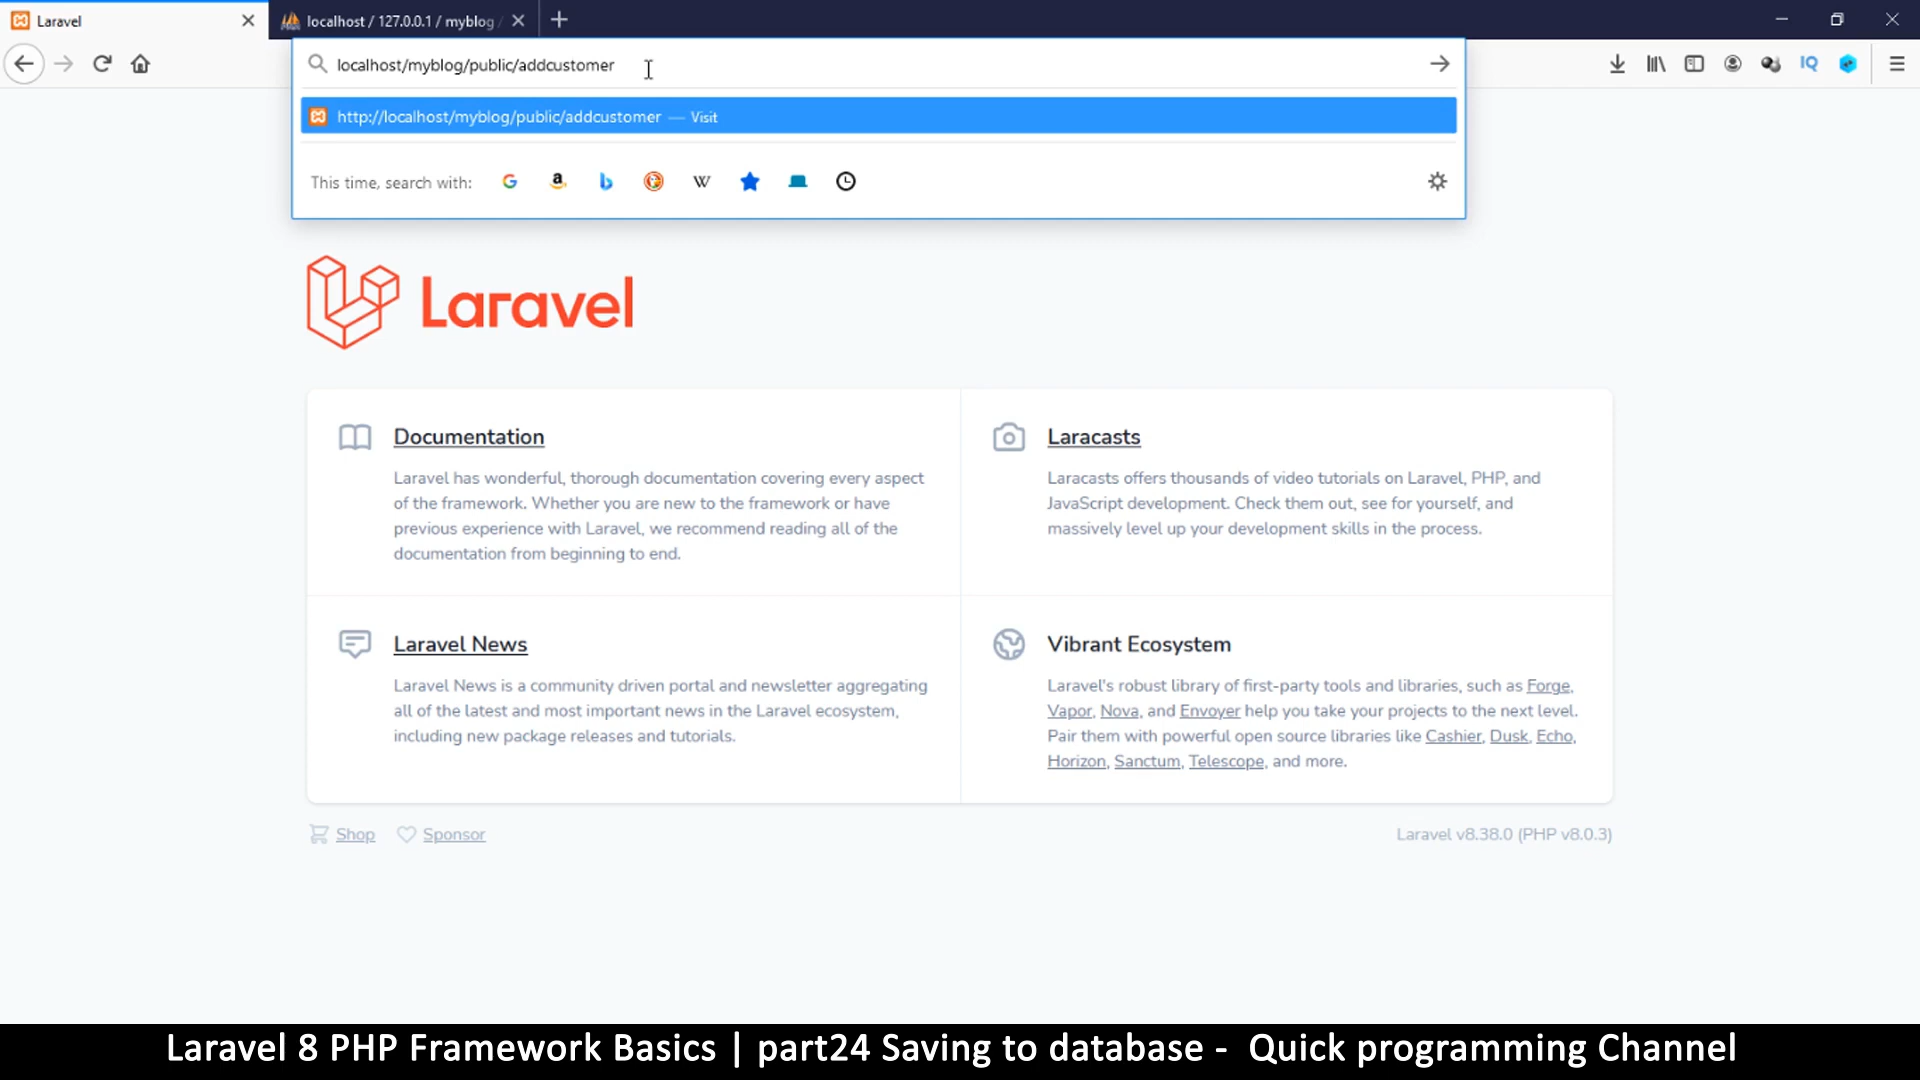 Laravel
localhost / 127.0.0.1 / myblog /
localhost/myblog/public/addcustomer
http://localhost/myblog/public/addcustomer — Visit
This time, search with:
Laravel
Documentation
Laravel has wonderful, thorough documentation covering every aspect
of the framework. Whether you are new to the framework or have
previous experience with Laravel, we recommend reading all of the
documentation from beginning to end.
Laracasts
Laracasts offers thousands of video tutorials on Laravel, PHP, and
JavaScript development. Check them out, see for yourself, and
massively level up your development skills in the process.
Laravel News
Laravel News is a community driven portal and newsletter aggregating
all of the latest and most important news in the Laravel ecosystem,
including new package releases and tutorials.
Vibrant Ecosystem
Laravel's robust library of first-party tools and libraries, such as Forge,
Vapor, Nova, and Envoyer help you take your projects to the next level.
Pair them with powerful open source libraries like Cashier, Dusk, Echo,
Horizon, Sanctum, Telescope, and more.
Shop Sponsor
Laravel v8.38.0 (PHP v8.0.3)
Laravel 8 PHP Framework Basics | part24 Saving to database - Quick programming Channel